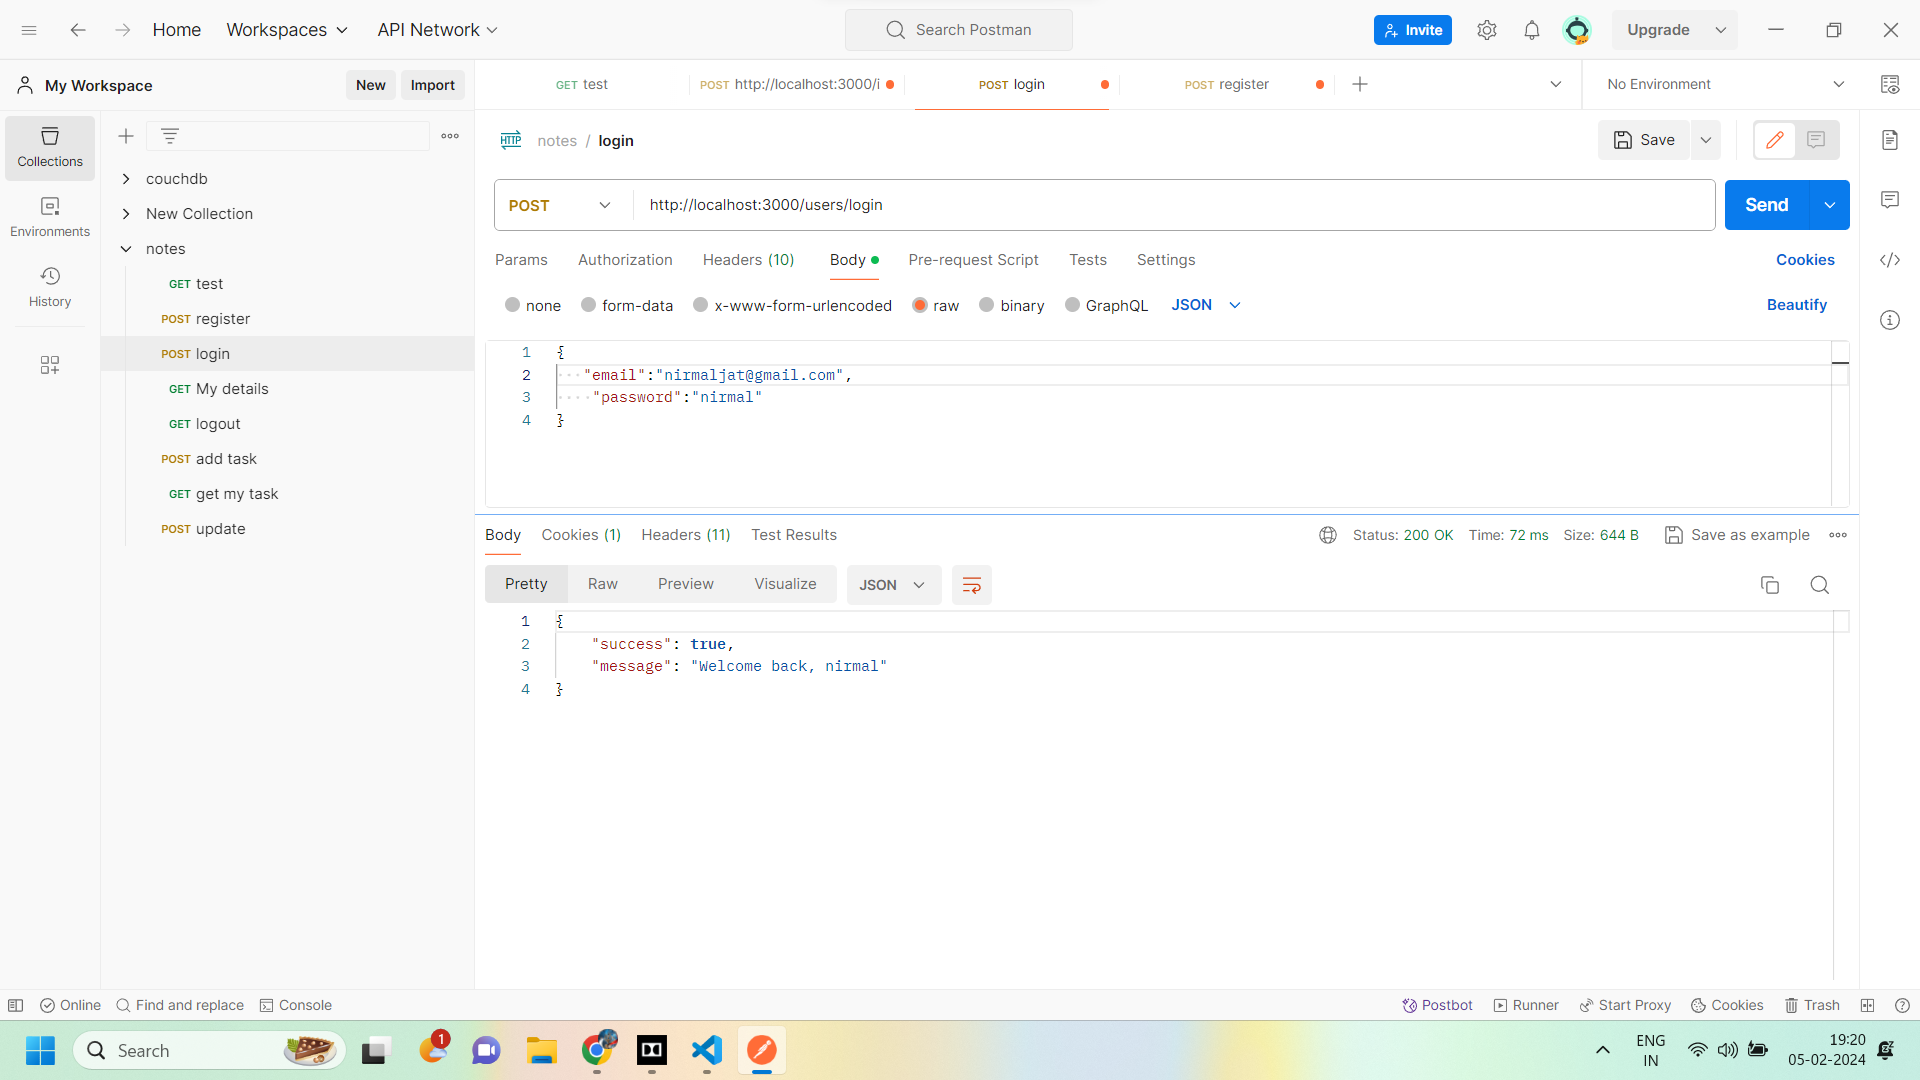 Home
Workspaces
API Network
Search Postman
Invite
Upgrade
My Workspace
New
Import
GET test
POST http://localhost:3000/i
POST login
POST register
No Environment
Collections
Environments
History
couchdb
New Collection
notes
GET test
POST register
POST login
GET My details
GET logout
POST add task
GET get my task
POST update
HTTP notes / login
Save
POST
http://localhost:3000/users/login
Send
Params
Authorization
Headers (10)
Body
Pre-request Script
Tests
Settings
Cookies
none
form-data
x-www-form-urlencoded
raw
binary
GraphQL
JSON
Beautify
1 {
2 "email":"nirmaljat@gmail.com",
3 "password":"nirmal"
4 }
Body
Cookies (1)
Headers (11)
Test Results
Status: 200 OK
Time: 72 ms
Size: 644 B
Save as example
Pretty
Raw
Preview
Visualize
JSON
1 {
2 "success": true,
3 "message": "Welcome back, nirmal"
4 }
Online
Find and replace
Console
Postbot
Runner
Start Proxy
Cookies
Trash
Search
1
ENG
IN
19:20
05-02-2024